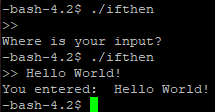 -bash-4.2$ ./ifthen
>>
Where is your input?
-bash-4.2$ ./ifthen
>> Hello World!
You entered:  Hello World!
-bash-4.2$